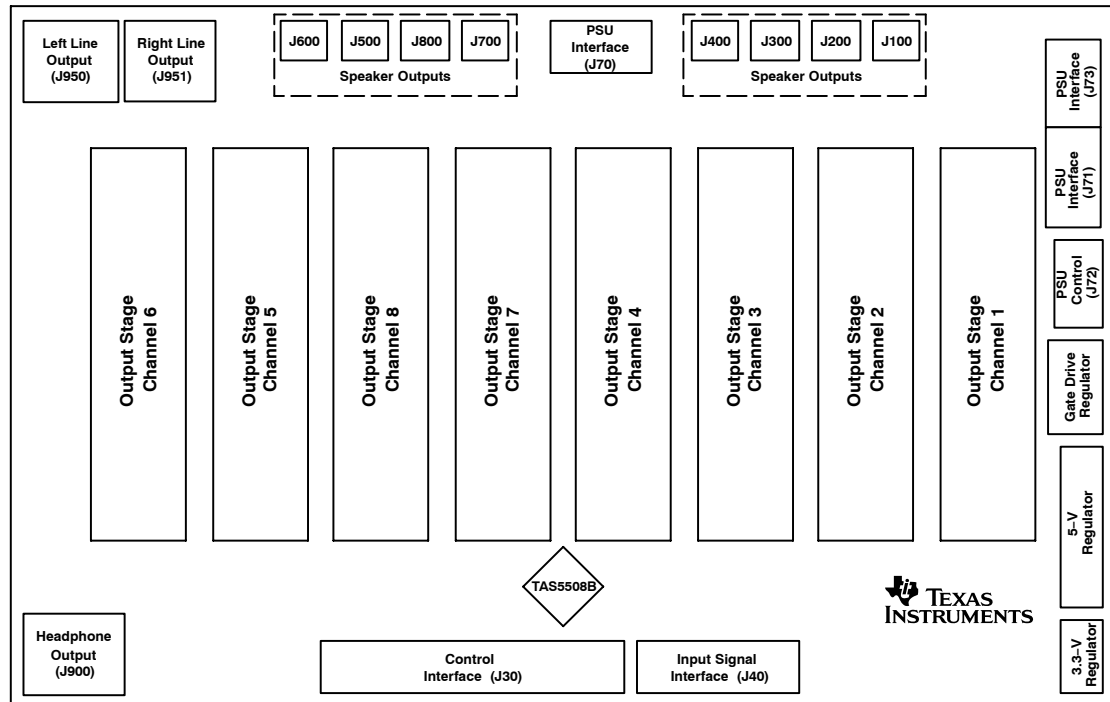 Left Line
Output
(J950)
Right Line
Output
(J951)
J600
J500
J800
J700
Speaker Outputs
PSU
Interface
(J70)
J400
J300
J200
J100
Speaker Outputs
PSU
Interface
(J73)
PSU
Interface
(J71)
PSU
Control
(J72)
Gate Drive
Regulator
5–V
Regulator
3.3–V
Regulator
Output Stage
Channel 6
Output Stage
Channel 5
Output Stage
Channel 8
Output Stage
Channel 7
Output Stage
Channel 4
Output Stage
Channel 3
Output Stage
Channel 2
Output Stage
Channel 1
TAS5508B
TEXAS
INSTRUMENTS
Headphone
Output
(J900)
Control
Interface (J30)
Input Signal
Interface (J40)